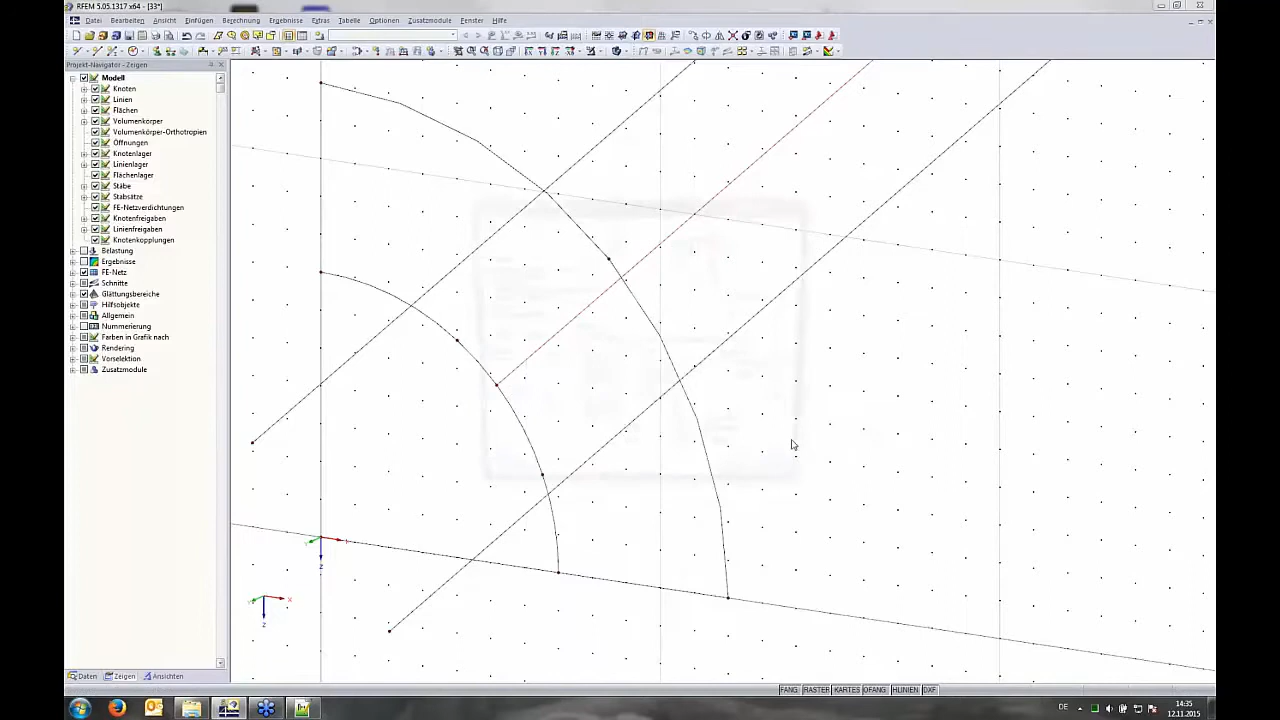 RFEM 5.05.1317 x64 - [33*]
Datei Bearbeiten Ansicht Einfügen Berechnung Ergebnisse Extras Tabelle Optionen Zusatzmodule Fenster Hilfe
Projekt-Navigator - Zeigen
Modell
Knoten
Linien
Flächen
Volumenkörper
Volumenkörper-Orthotropien
Öffnungen
Knotenlager
Linienlager
Flächenlager
Stäbe
Stabsätze
FE-Netzverdichtungen
Knotenfreigaben
Linienfreigaben
Knotenkopplungen
Belastung
Ergebnisse
FE-Netz
Schnitte
Glättungsbereiche
Hilfsobjekte
Allgemein
Nummerierung
Farben in Grafik nach
Rendering
Vorselektion
Zusatzmodule
Y
Z
X
Z
Daten Zeigen Ansichten
FANG RASTER KARTES OFANG HLINIEN DXF
DE
14:35
12.11.2015